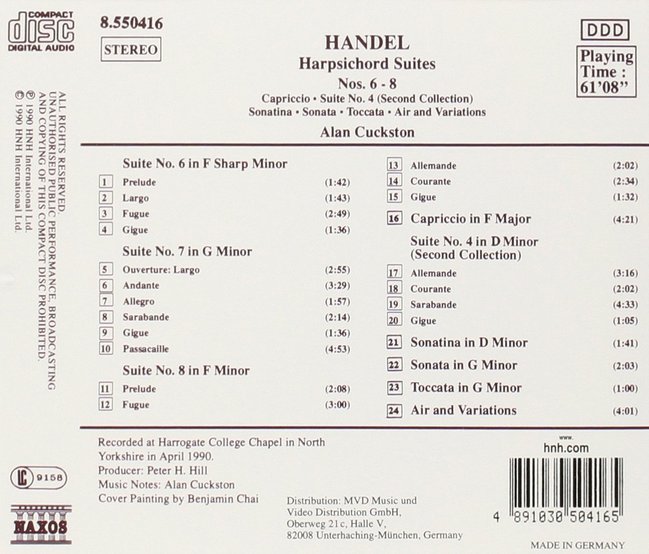 COMPACT
disc
DIGITAL AUDIO
8.550416
STEREO
HANDEL
Harpsichord Suites
Nos. 6 - 8
Capriccio • Suite No. 4 (Second Collection)
Sonatina • Sonata • Toccata • Air and Variations
Alan Cuckston
DDD
Playing
Time :
61'08"
ALL RIGHTS RESERVED.
UNAUTHORISED PUBLIC PERFORMANCE, BROADCASTING
AND COPYING OF THIS COMPACT DISC PROHIBITED.
℗ 1990 HNH International Ltd.
© 1990 HNH International Ltd.
Suite No. 6 in F Sharp Minor
1 Prelude (1:42)
2 Largo (1:43)
3 Fugue (2:49)
4 Gigue (1:36)
Suite No. 7 in G Minor
5 Ouverture: Largo (2:55)
6 Andante (3:29)
7 Allegro (1:57)
8 Sarabande (2:14)
9 Gigue (1:36)
10 Passacaille (4:53)
Suite No. 8 in F Minor
11 Prelude (2:08)
12 Fugue (3:00)
13 Allemande (2:02)
14 Courante (2:34)
15 Gigue (1:32)
16 Capriccio in F Major (4:21)
Suite No. 4 in D Minor
(Second Collection)
17 Allemande (3:16)
18 Courante (2:02)
19 Sarabande (4:33)
20 Gigue (1:05)
21 Sonatina in D Minor (1:41)
22 Sonata in G Minor (2:03)
23 Toccata in G Minor (1:00)
24 Air and Variations (4:01)
Recorded at Harrogate College Chapel in North
Yorkshire in April 1990.
Producer: Peter H. Hill
Music Notes: Alan Cuckston
Cover Painting by Benjamin Chai
LC 9158
NAXOS
Distribution: MVD Music und
Video Distribution GmbH,
Oberweg 21c, Halle V,
82008 Unterhaching-München, Germany
www.
hnh.com
4 891030 504165
MADE IN GERMANY